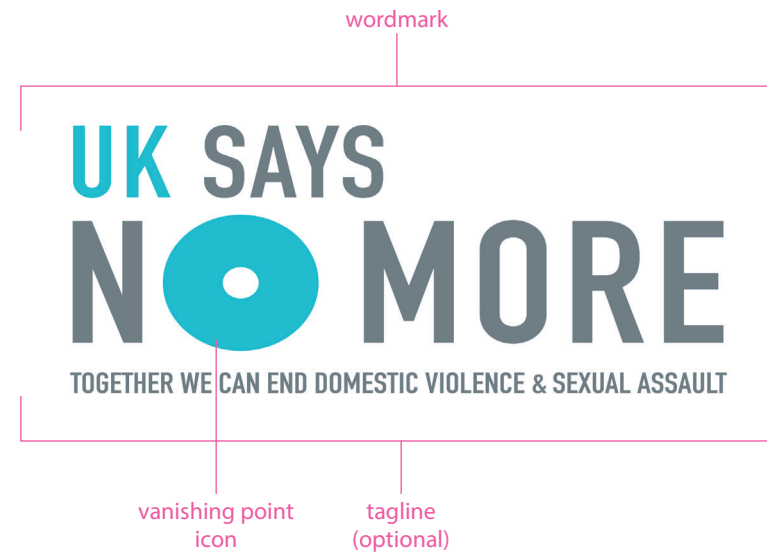 wordmark
UK SAYS
NO MORE
TOGETHER WE CAN END DOMESTIC VIOLENCE & SEXUAL ASSAULT
vanishing point
icon
tagline
(optional)